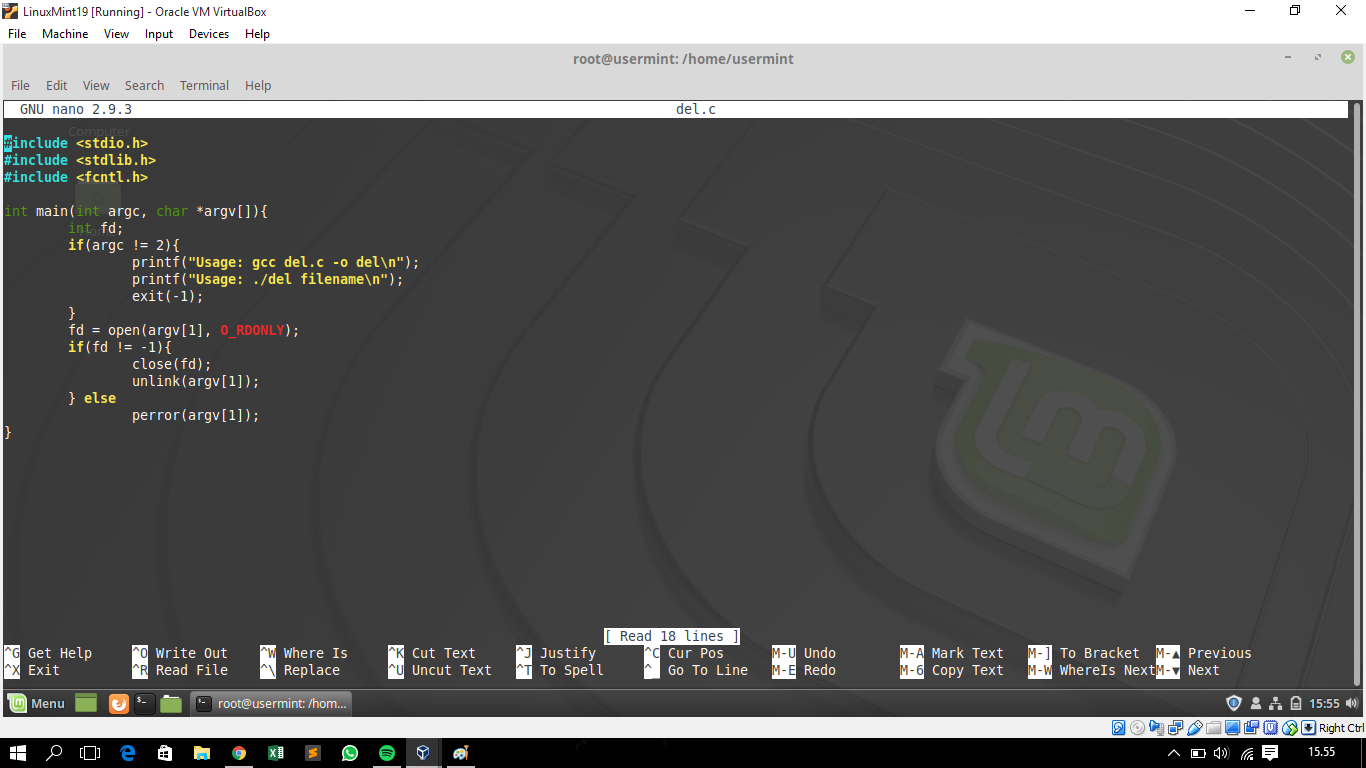 LinuxMint19 [Running] - Oracle VM VirtualBox
File Machine View Input Devices Help
root@usermint: /home/usermint
File Edit View Search Terminal Help
GNU nano 2.9.3 del.c
Computer
#include <stdio.h>
#include <stdlib.h>
#include <fcntl.h>
int main(int argc, char *argv[]){
int fd;
Home
if(argc != 2){
printf("Usage: gcc del.c -o del\n");
printf("Usage: ./del filename\n");
exit(-1);
}
fd = open(argv[1], O_RDONLY);
if(fd != -1){
close(fd);
unlink(argv[1]);
} else
perror(argv[1]);
}
[ Read 18 lines ]
^G Get Help ^O Write Out ^W Where Is ^K Cut Text ^J Justify ^C Cur Pos M-U Undo M-A Mark Text M-] To Bracket M-▲ Previous
^X Exit ^R Read File ^\ Replace ^U Uncut Text ^T To Spell ^_ Go To Line M-E Redo M-6 Copy Text M-W WhereIs Next M-▼ Next
Menu root@usermint: /hom... 15:55
Right Ctrl
15.55